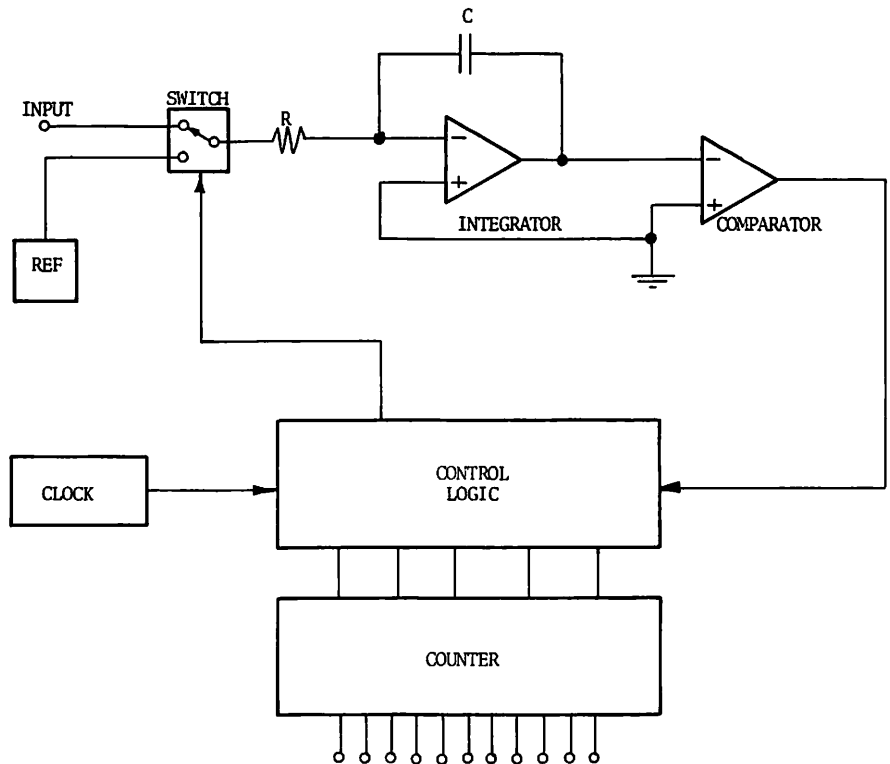 C
INPUT
SWITCH
R
−
+
INTEGRATOR
−
+
COMPARATOR
REF
CLOCK
CONTROL
LOGIC
COUNTER